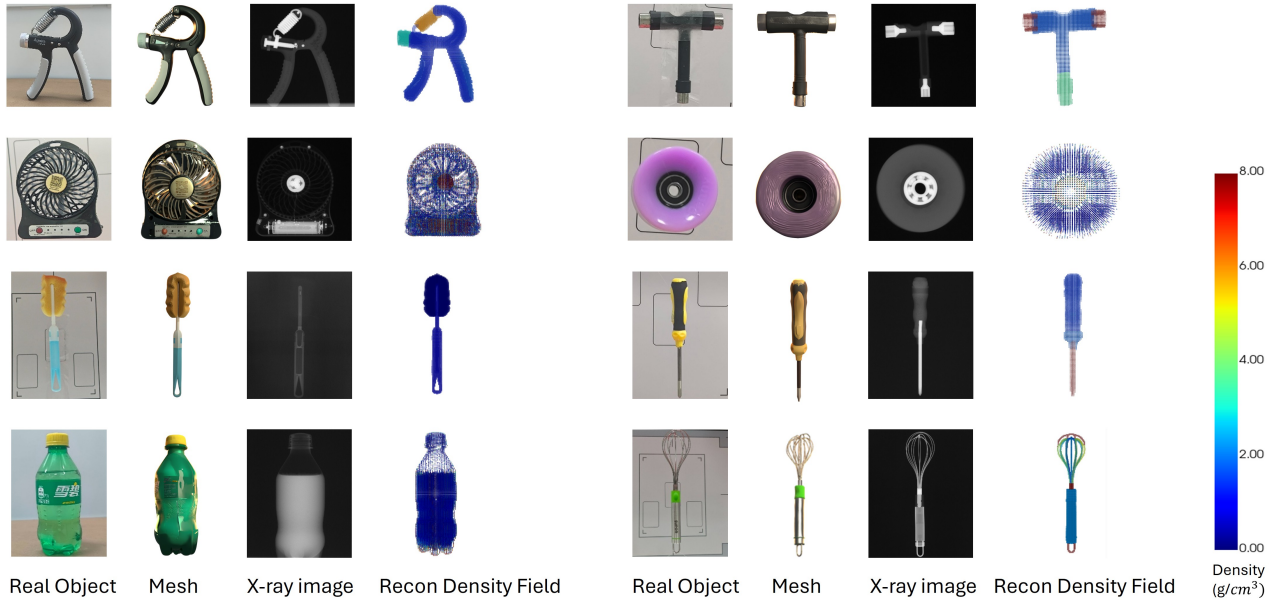 8.00
6.00
雪碧
4.00
2.00
0.00
Real Object Mesh X-ray image Recon Density Field Real Object Mesh X-ray image Recon Density Field Density
(g/cm³)